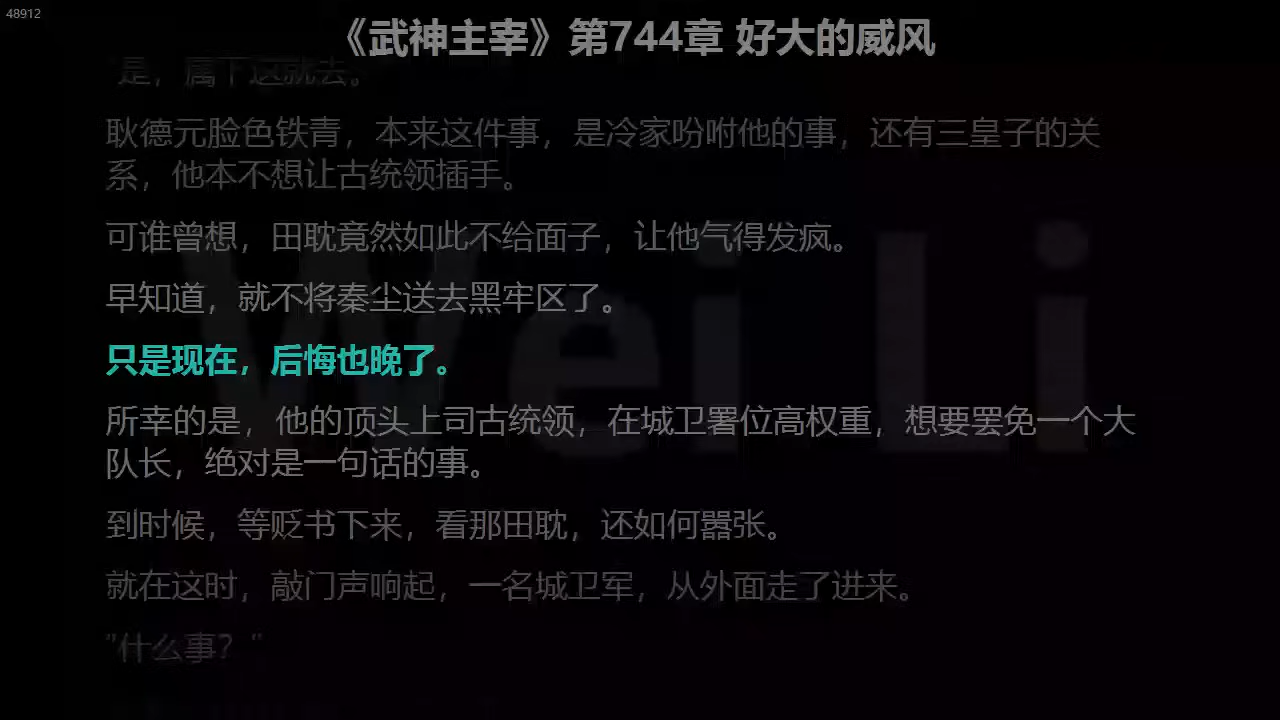 48912
《武神主宰》第744章 好大的威风
"是，属下这就去。
耿德元脸色铁青，本来这件事，是冷家吩咐他的事，还有三皇子的关
系，他本不想让古统领插手。
可谁曾想，田耽竟然如此不给面子，让他气得发疯。
早知道，就不将秦尘送去黑牢区了。
只是现在，后悔也晚了。
所幸的是，他的顶头上司古统领，在城卫署位高权重，想要罢免一个大
队长，绝对是一句话的事。
到时候，等贬书下来，看那田耽，还如何嚣张。
就在这时，敲门声响起，一名城卫军，从外面走了进来。
"什么事？"
Wei Li